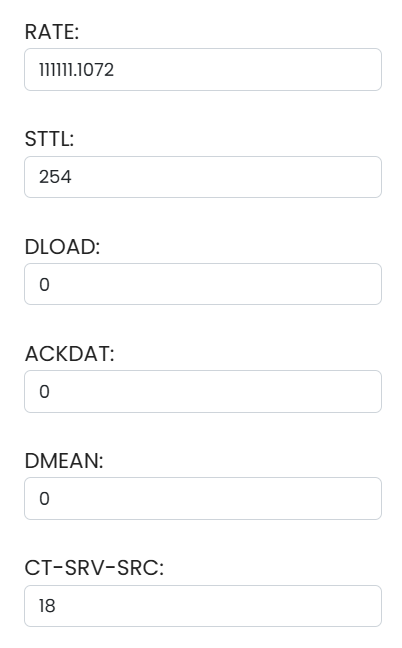 RATE:
111111.1072
STTL:
254
DLOAD:
0
ACKDAT:
0
DMEAN:
0
CT-SRV-SRC:
18